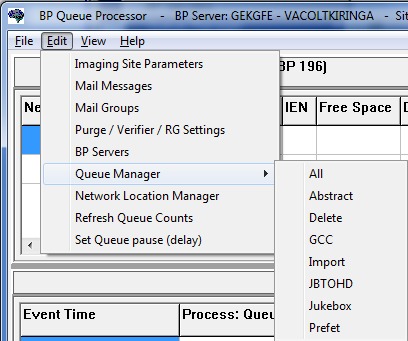 BP Queue Processor - BP Server: GEKGFE - VACOLTKIRINGA - Sit
File Edit View Help
BP 196)
Imaging Site Parameters
Mail Messages
Mail Groups
Purge / Verifier / RG Settings
BP Servers
Queue Manager
Network Location Manager
Refresh Queue Counts
Set Queue pause (delay)
Ne IEN Free Space D
All
Abstract
Delete
GCC
Import
JBTOHD
Jukebox
Prefet
Event Time Process: Queu